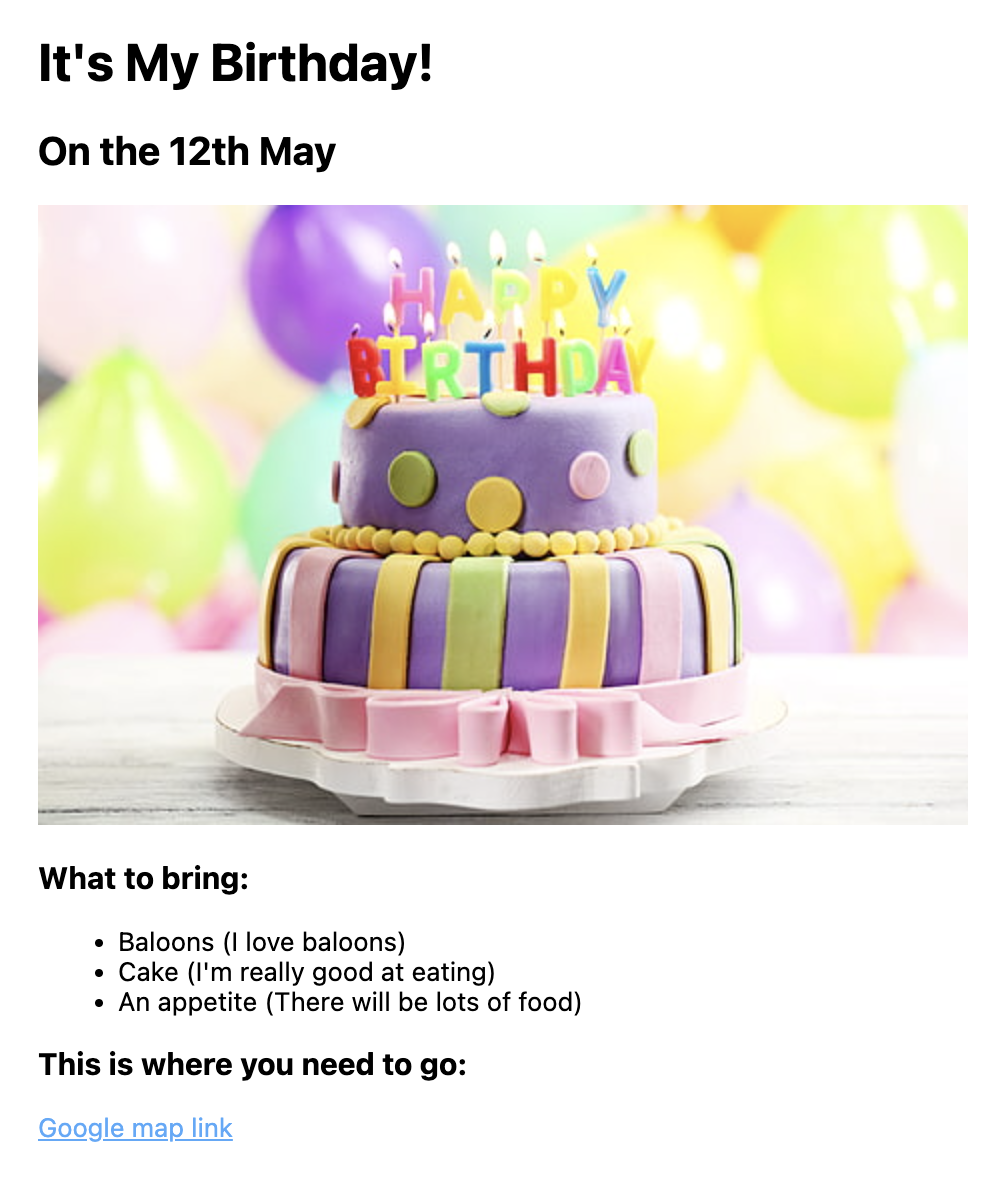 It's My Birthday!
On the 12th May
HAPPY
BIRTHDAY
What to bring:
• Baloons (I love baloons)
• Cake (I'm really good at eating)
• An appetite (There will be lots of food)
This is where you need to go:
Google map link